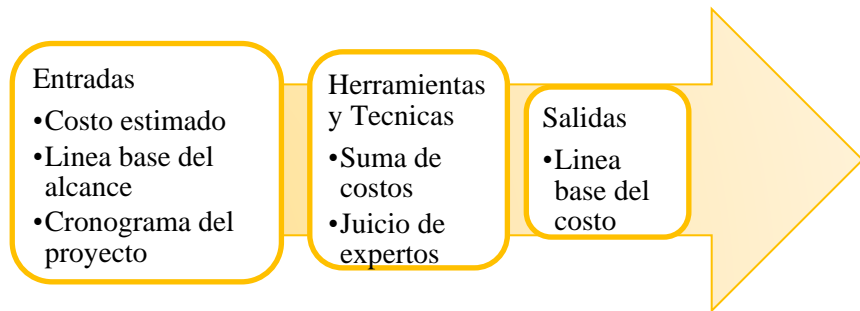 Entradas
•Costo estimado
•Linea base del
alcance
•Cronograma del
proyecto
Herramientas
y Tecnicas
•Suma de
costos
•Juicio de
expertos
Salidas
•Linea
base del
costo